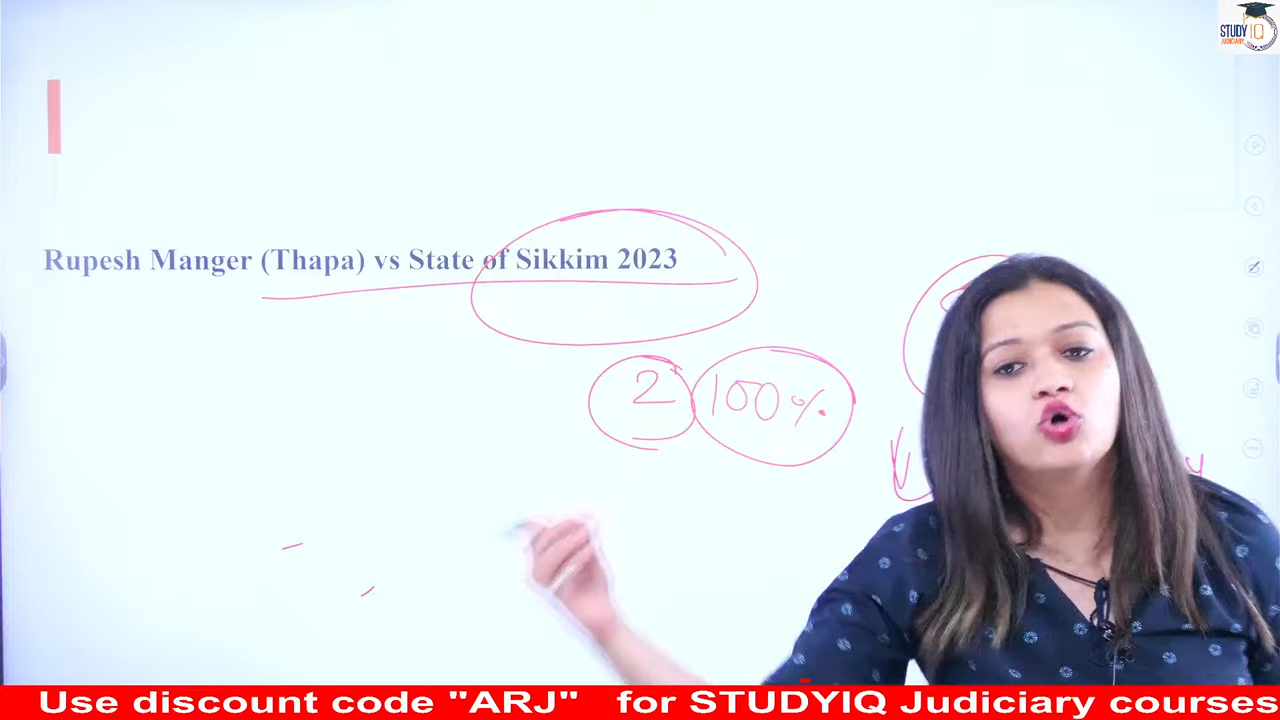 STUDY IQ
JUDICIARY
Rupesh Manger (Thapa) vs State of Sikkim 2023
2 100%
Use discount code "ARJ" for STUDYIQ Judiciary courses